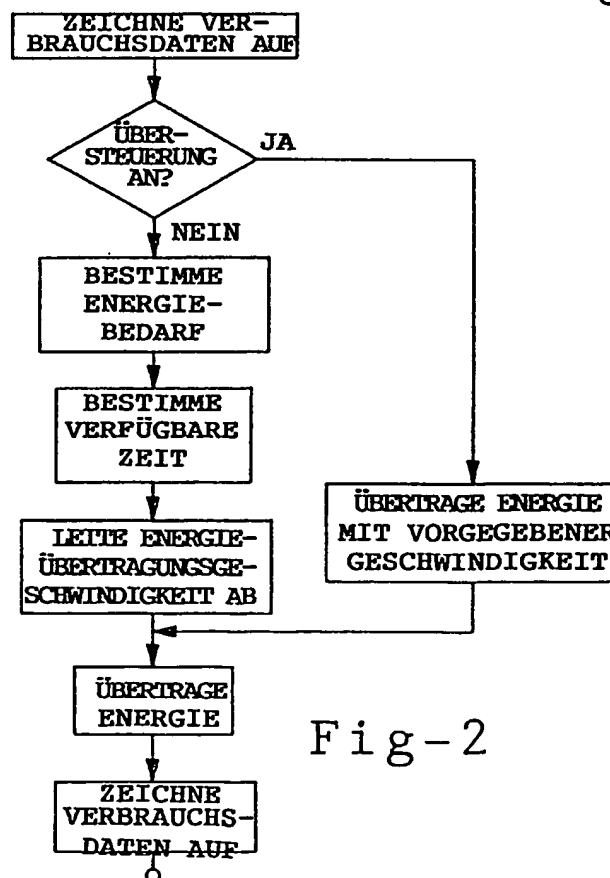 ZEICHNE VER-
BRAUCHSDATEN AUF
ÜBER-
STEUERUNG
AN?
JA
NEIN
BESTIMME
ENERGIE-
BEDARF
BESTIMME
VERFÜGBARE
ZEIT
LEITE ENERGIE-
ÜBERTRAGUNGSGE-
SCHWINDIGKEIT AB
ÜBERTRAGE ENERGIE
MIT VORGEGEBENER
GESCHWINDIGKEIT
ÜBERTRAGE
ENERGIE
Fig-2
ZEICHNE
VERBRAUCHS-
DATEN AUF